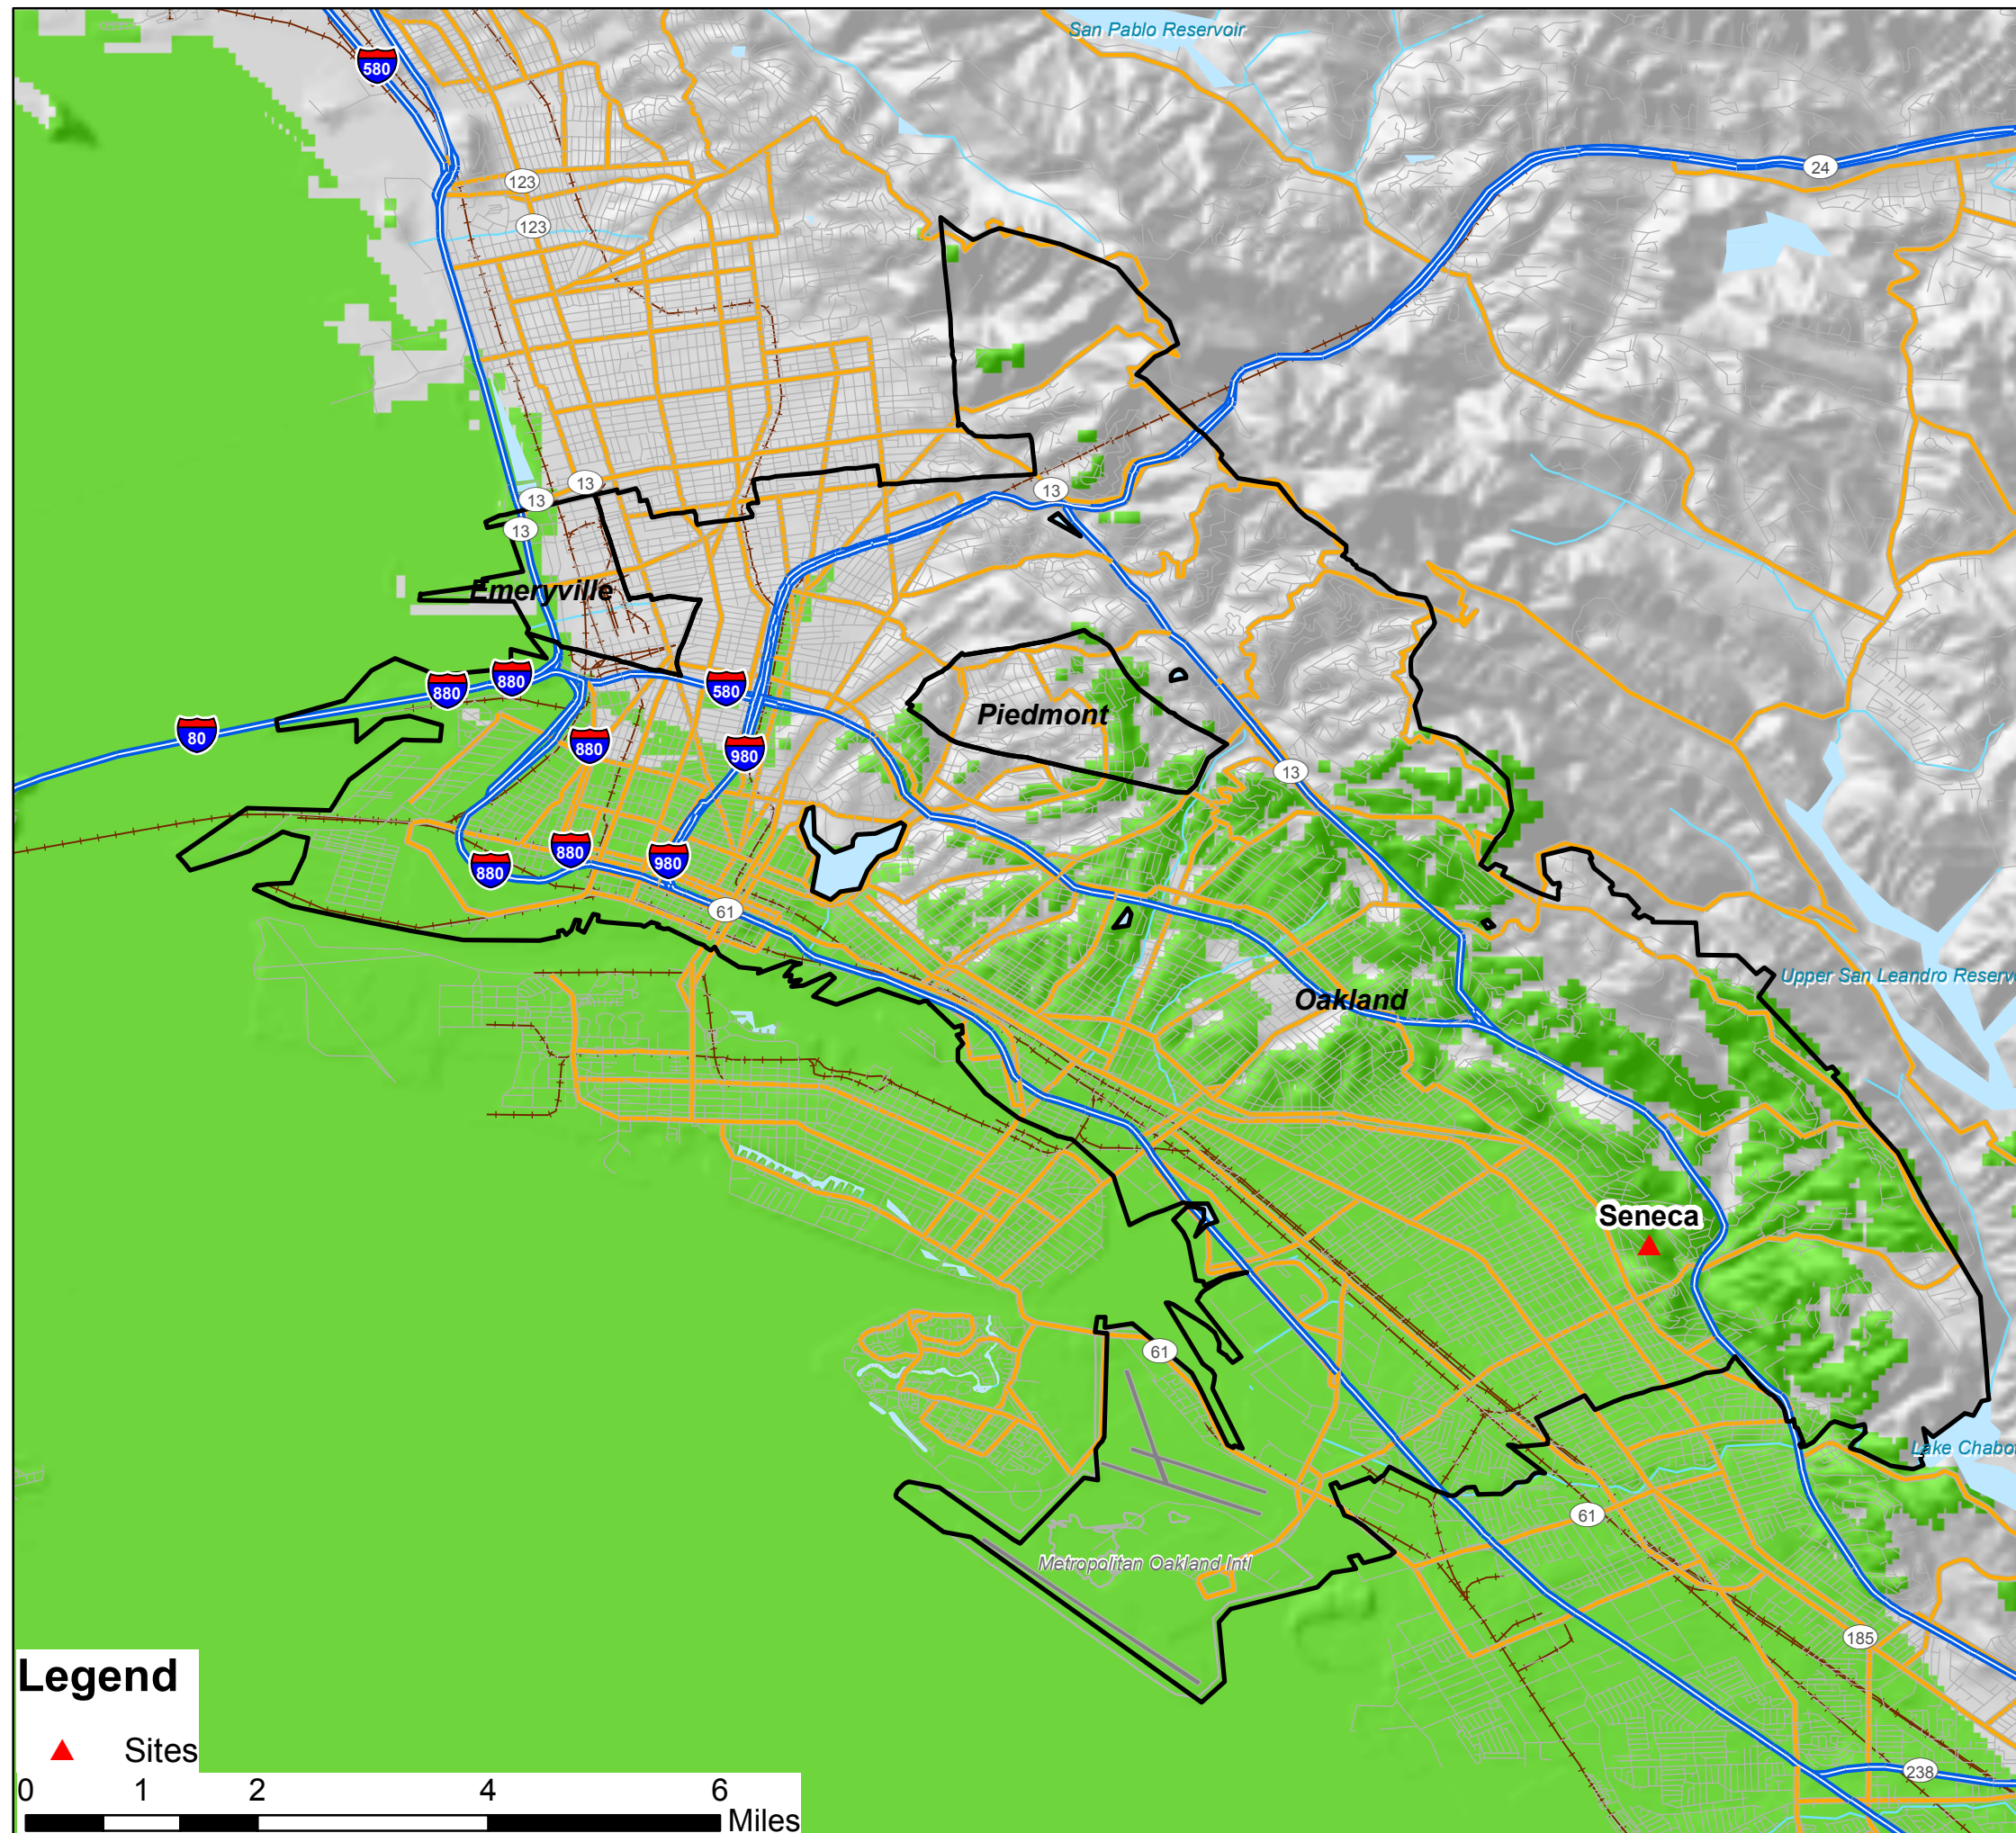 San Pablo Reservoir
580
24
123
123
13
13
13
13
Emeryville
880
880
580
80
880
980
Piedmont
13
880
880
980
61
Upper San Leandro Reserv
Oakland
Seneca
61
Lake Chabo
61
Metropolitan Oakland Intl
185
238
Legend
Sites
0 1 2 4 6
Miles